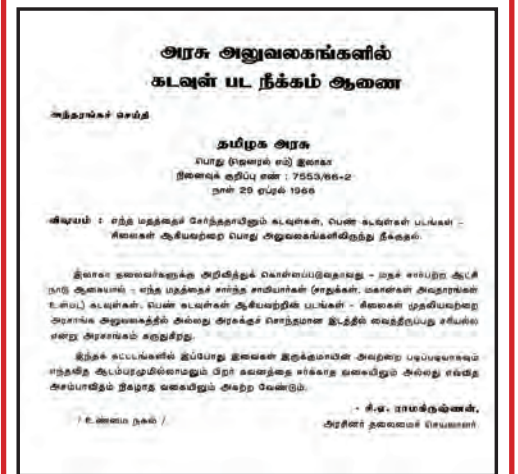 அரசு அலுவலகங்களில்
கடவுள் பட நீக்கம் ஆணை
அந்தரங்கச் செய்தி
தமிழக அரசு
பொது (ஜெனரல் எம்) இலாகா
நினைவுக் குறிப்பு எண் : 7553/66-2
நாள் 29 ஏப்ரல் 1966
விஷயம் : எந்த மதத்தைச் சேர்ந்ததாயினும் கடவுள்கள், பெண் கடவுள்கள் படங்கள் -
சிலைகள் ஆகியவற்றை பொது அலுவலகங்களிலிருந்து நீக்குதல்.
இலாகா தலைவர்களுக்கு அறிவித்துக் கொள்ளப்படுவதாவது - மதச் சார்பற்ற ஆட்சி
நாடு ஆகையால் - எந்த மதத்தைச் சார்ந்த சாமியார்கள் (சாதுக்கள், மகான்கள் அவதாரங்கள்
உள்பட) கடவுள்கள், பெண் கடவுள்கள் ஆகியவற்றின் படங்கள் - சிலைகள் முதலியவற்றை
அரசாங்க அலுவலகத்தில் அல்லது அரசுக்குச் சொந்தமான இடத்தில் வைத்திருப்பது சரியல்ல
என்று அரசாங்கம் கருதுகிறது.
இந்தக் கட்டடங்களில் இப்போது இவைகள் இருக்குமாயின் அவற்றை படிப்படியாகவும்
எந்தவித ஆடம்பரமுமில்லாமலும் பிறர் கவனத்தை ஈர்க்காத வகையிலும் அல்லது எவ்வித
அசம்பாவிதம் நிகழாத வகையிலும் அகற்ற வேண்டும்.
- சி.ஏ. ராமகிருஷ்ணன்,
/ உண்மை நகல் / அரசினர் தலைமைச் செயலாளர்